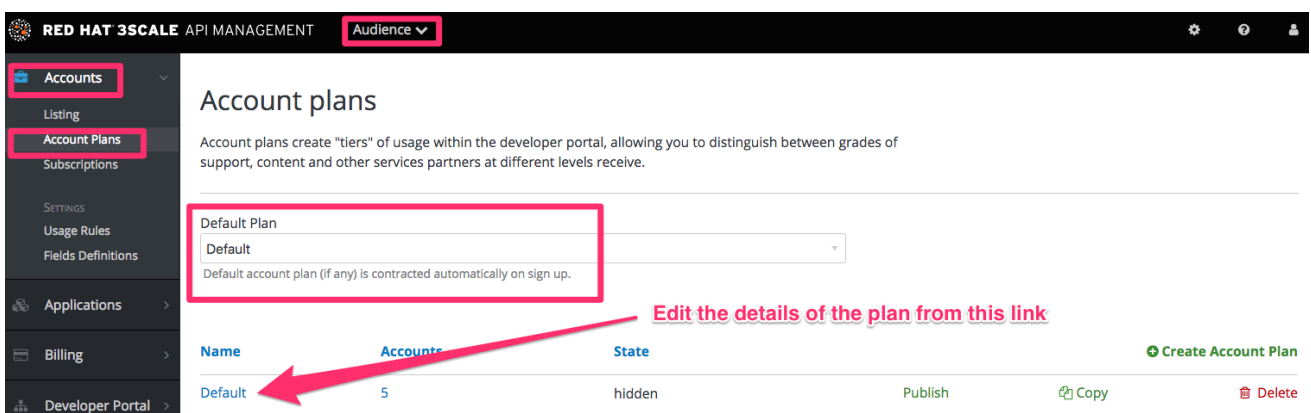 RED HAT 3SCALE API MANAGEMENT
Audience
Accounts
Listing
Account Plans
Subscriptions
SETTINGS
Usage Rules
Fields Definitions
Applications
Billing
Developer Portal
Account plans
Account plans create "tiers" of usage within the developer portal, allowing you to distinguish between grades of
support, content and other services partners at different levels receive.
Default Plan
Default
Default account plan (if any) is contracted automatically on sign up.
Edit the details of the plan from this link
Name Accounts State Create Account Plan
Default 5 hidden Publish Copy Delete